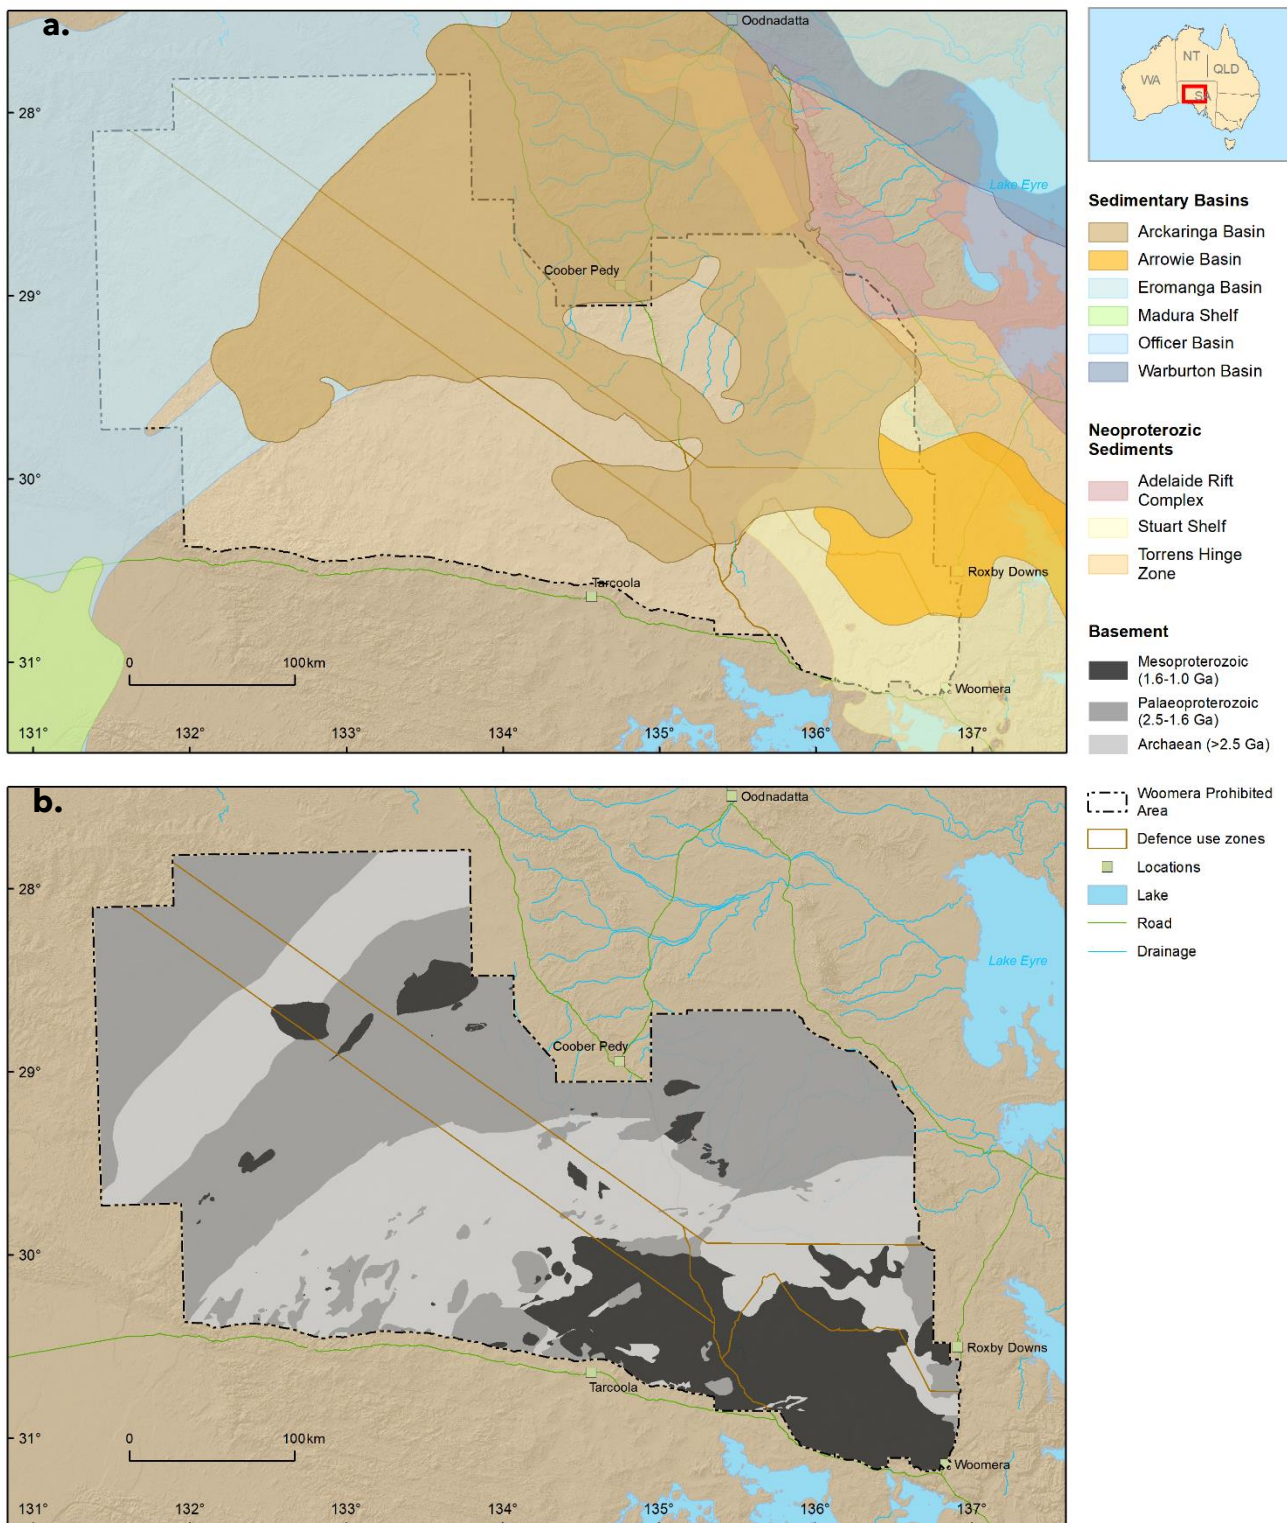 a.
Oodnadatta
28°
Lake Eyre
Coober Pedy
29°
30°
Roxby Downs
Tarcoola
31°
0 100km
Woomera
131° 132° 133° 134° 135° 136° 137°
NT
WA
QLD
SA
Sedimentary Basins
Arckaringa Basin
Arrowie Basin
Eromanga Basin
Madura Shelf
Officer Basin
Warburton Basin
Neoproterozoic
Sediments
Adelaide Rift
Complex
Stuart Shelf
Torrens Hinge
Zone
Basement
Mesoproterozoic
(1.6-1.0 Ga)
Palaeoproterozoic
(2.5-1.6 Ga)
Archaean (>2.5 Ga)
Woomera Prohibited
Area
Defence use zones
Locations
Lake
Road
Drainage
b.
Oodnadatta
28°
Lake Eyre
Coober Pedy
29°
30°
Roxby Downs
Tarcoola
31°
0 100km
Woomera
131° 132° 133° 134° 135° 136° 137°